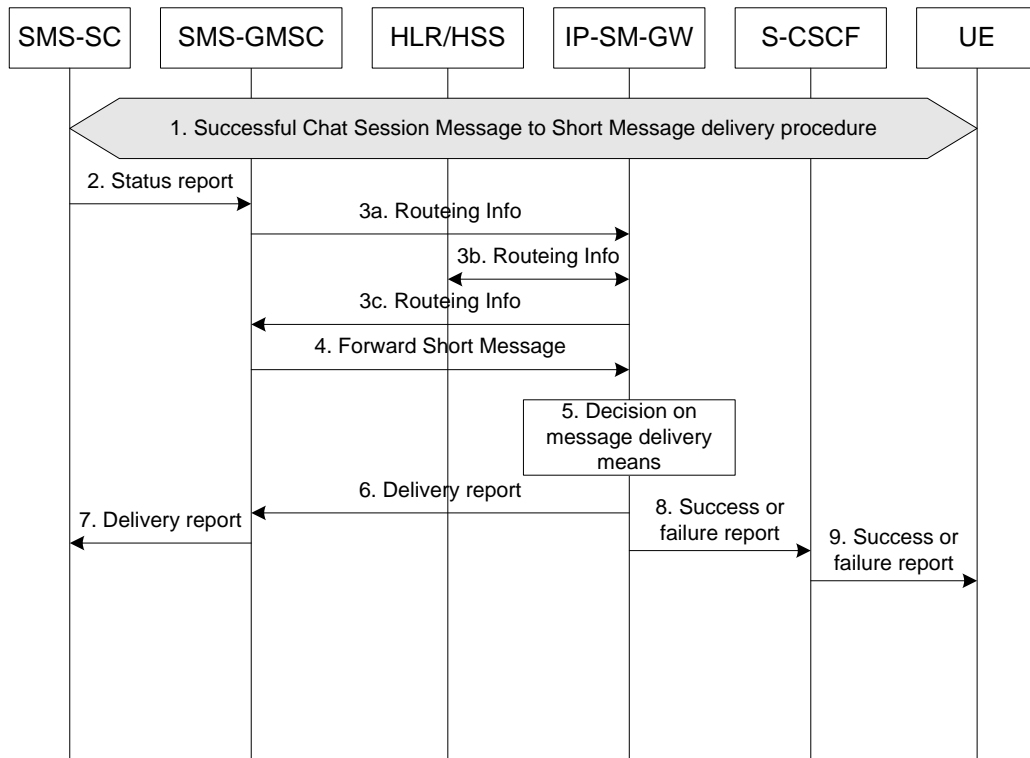 SMS-SC
SMS-GMSC
HLR/HSS
IP-SM-GW
S-CSCF
UE
1. Successful Chat Session Message to Short Message delivery procedure
2. Status report
3a. Routeing Info
3b. Routeing Info
3c. Routeing Info
4. Forward Short Message
5. Decision on
message delivery
means
6. Delivery report
7. Delivery report
8. Success or
failure report
9. Success or
failure report